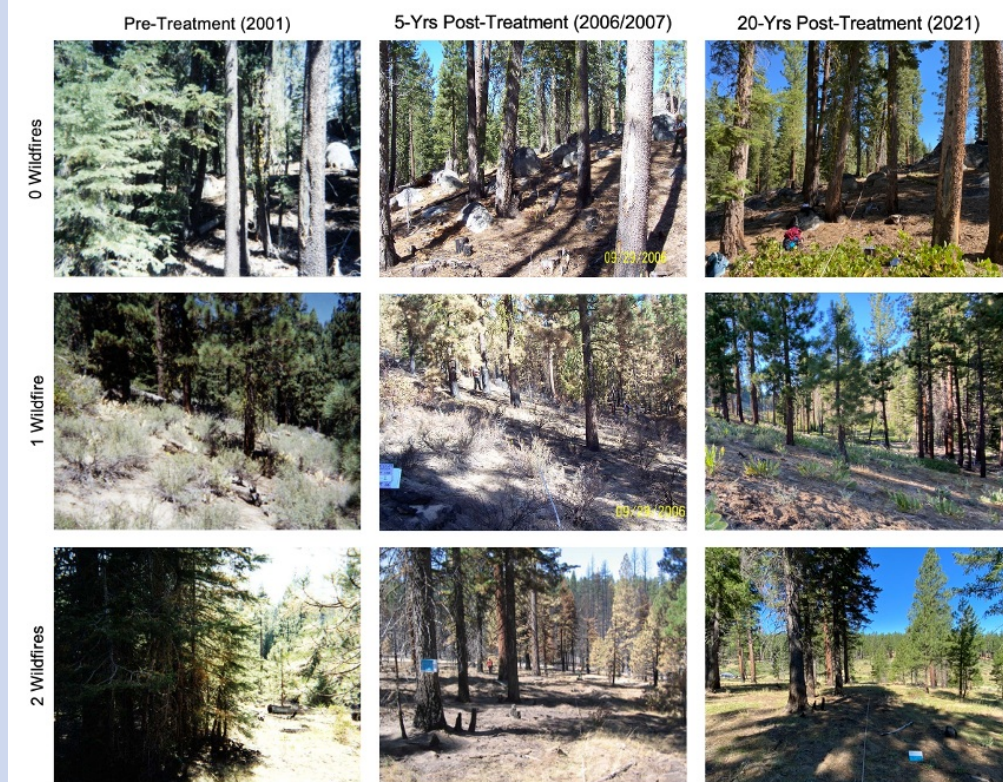 Pre-Treatment (2001)
5-Yrs Post-Treatment (2006/2007)
20-Yrs Post-Treatment (2021)
0 Wildfires
09/29/2006
1 Wildfire
09/29/2006
2 Wildfires